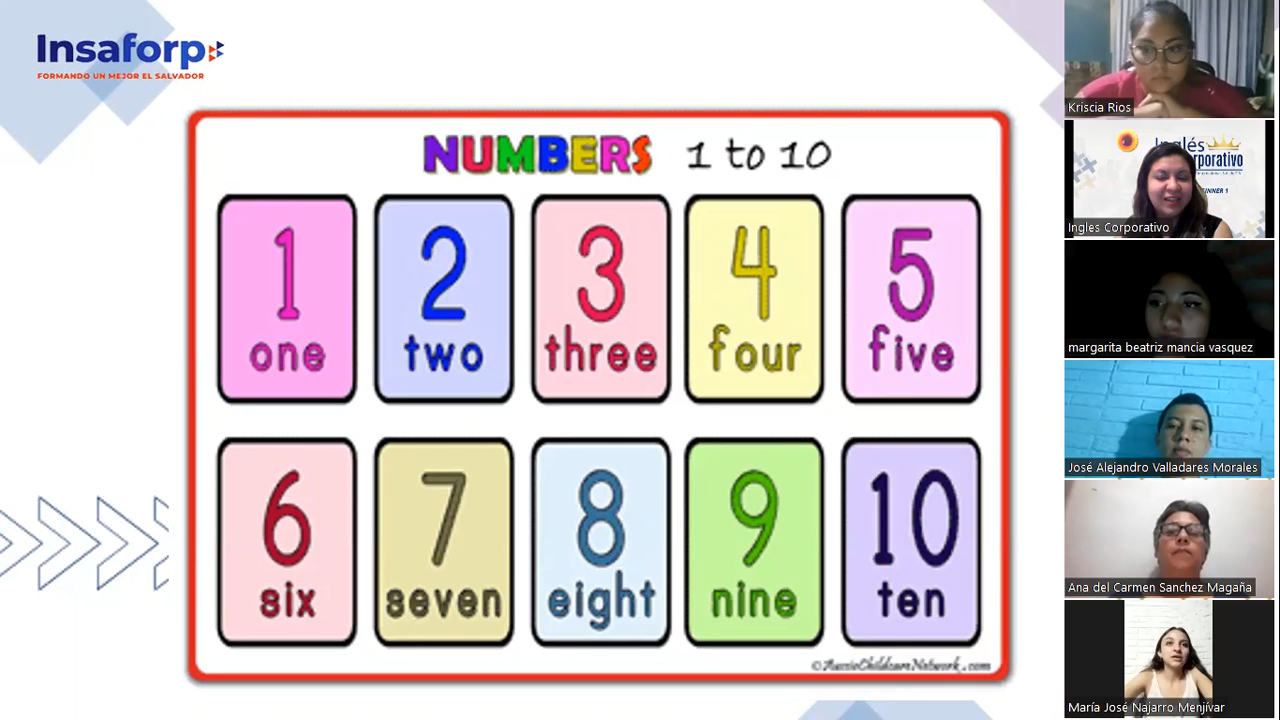 Insaforp
FORMANDO UN MEJOR EL SALVADOR
NUMBERS 1 to 10
1 2 3 4 5
one two three four five
6 7 8 9 10
six seven eight nine ten
©AussieChildcareNetwork.com
Kriscia Rios
Inglés
Corporativo
Ingles Corporativo
margarita beatriz mancia vasquez
José Alejandro Valladares Morales
Ana del Carmen Sanchez Magaña
María José Najarro Menjívar